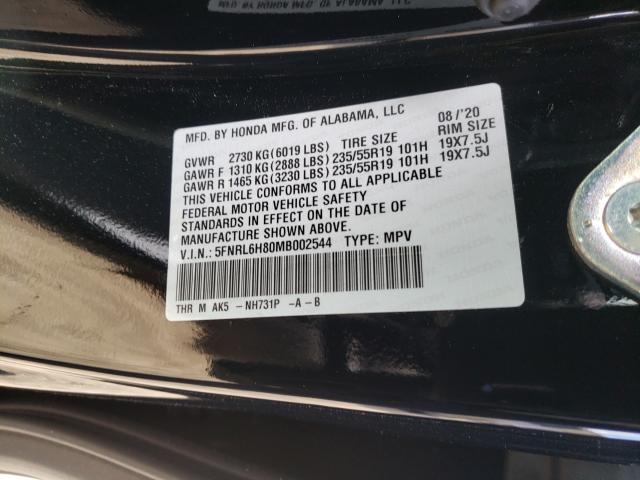 MFD. BY HONDA MFG. OF ALABAMA, LLC 08/'20
GVWR 2730 KG (6019 LBS) TIRE SIZE RIM SIZE
GAWR F 1310 KG (2888 LBS) 235/55R19 101H 19X7.5J
GAWR R 1465 KG (3230 LBS) 235/55R19 101H 19X7.5J
THIS VEHICLE CONFORMS TO ALL APPLICABLE
FEDERAL MOTOR VEHICLE SAFETY
STANDARDS IN EFFECT ON THE DATE OF
MANUFACTURE SHOWN ABOVE.
V.I.N.: 5FNRL6H80MB002544 TYPE: MPV
THR M AK5 -NH731P -A-B